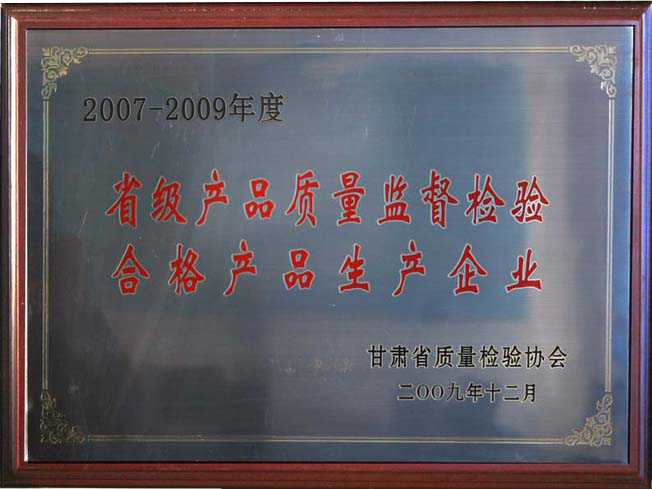 2007-2009年度
省级产品质量监督检验
合格产品生产企业
甘肃省质量检验协会
二〇〇九年十二月